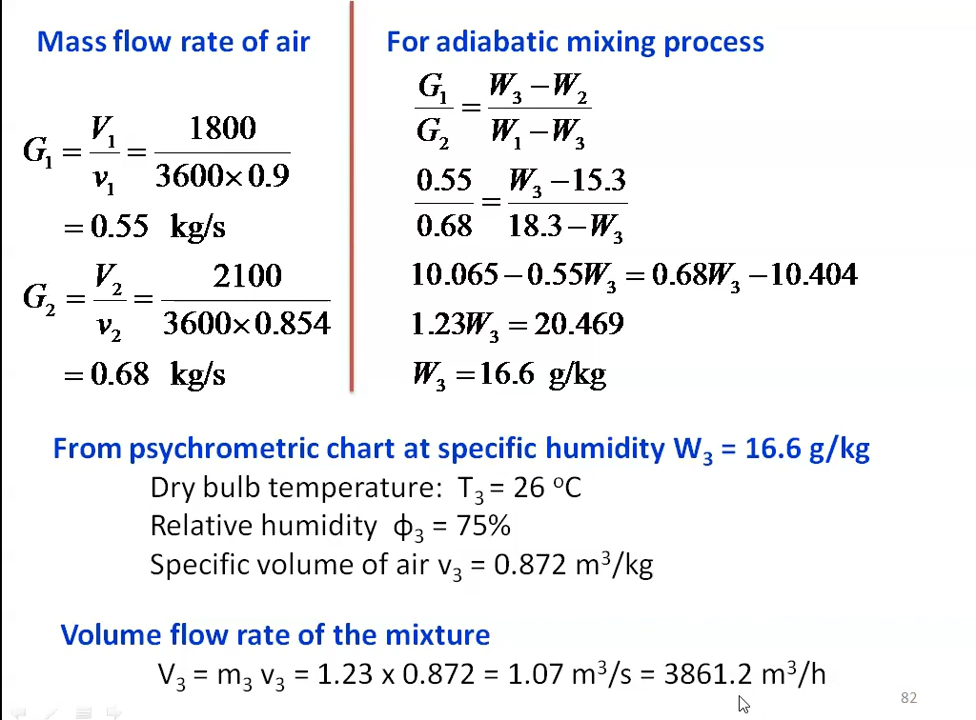 Mass flow rate of air
G₁ = V₁/v₁ = 1800/(3600×0.9)
= 0.55 kg/s
G₂ = V₂/v₂ = 2100/(3600×0.854)
= 0.68 kg/s
For adiabatic mixing process
G₁/G₂ = (W₃ − W₂)/(W₁ − W₃)
0.55/0.68 = (W₃ − 15.3)/(18.3 − W₃)
10.065 − 0.55W₃ = 0.68W₃ − 10.404
1.23W₃ = 20.469
W₃ = 16.6 g/kg
From psychrometric chart at specific humidity W₃ = 16.6 g/kg
Dry bulb temperature: T₃ = 26 °C
Relative humidity ϕ₃ = 75%
Specific volume of air v₃ = 0.872 m³/kg
Volume flow rate of the mixture
V₃ = m₃ v₃ = 1.23 x 0.872 = 1.07 m³/s = 3861.2 m³/h
82